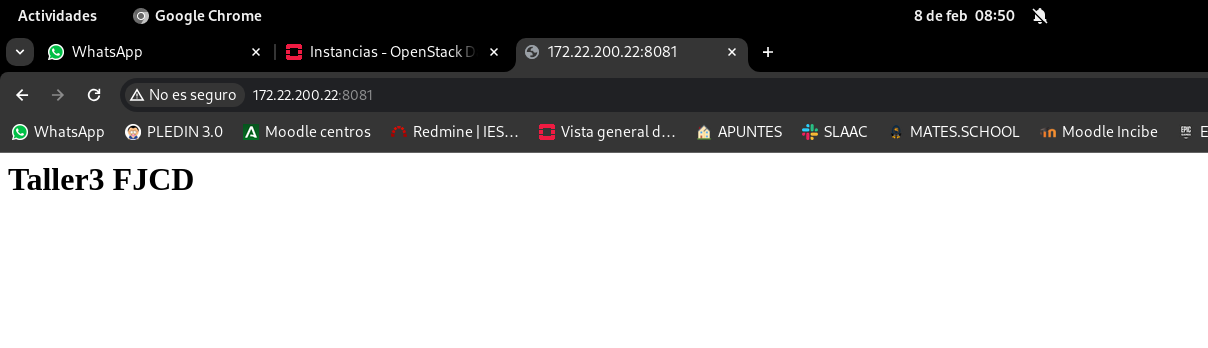 Actividades Google Chrome 8 de feb 08:50
WhatsApp Instancias - OpenStack D 172.22.200.22:8081
No es seguro 172.22.200.22:8081
WhatsApp PLEDIN 3.0 Moodle centros Redmine | IES... Vista general d... APUNTES SLAAC MATES.SCHOOL Moodle Incibe E
Taller3 FJCD